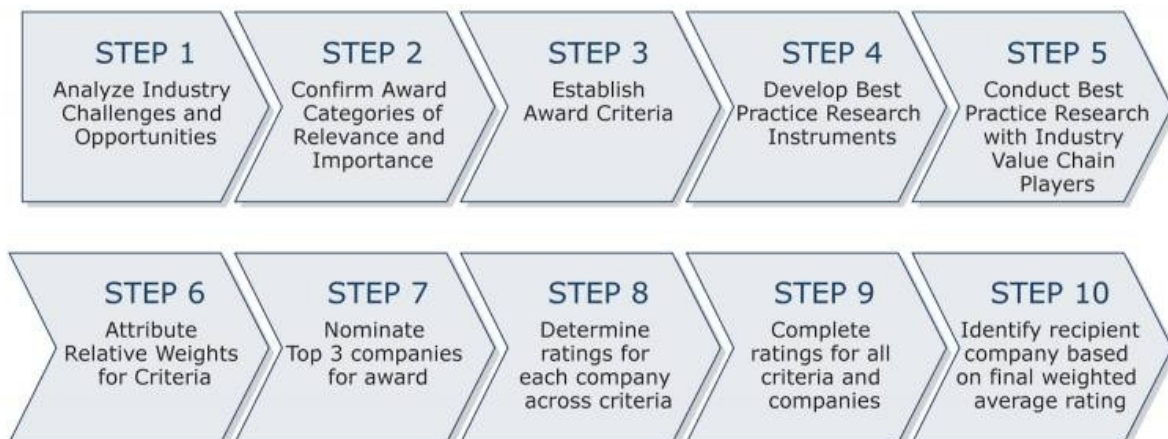 STEP 1
Analyze Industry
Challenges and
Opportunities
STEP 2
Confirm Award
Categories of
Relevance and
Importance
STEP 3
Establish
Award Criteria
STEP 4
Develop Best
Practice Research
Instruments
STEP 5
Conduct Best
Practice Research
with Industry
Value Chain
Players
STEP 6
Attribute
Relative Weights
for Criteria
STEP 7
Nominate
Top 3 companies
for award
STEP 8
Determine
ratings for
each company
across criteria
STEP 9
Complete
ratings for all
criteria and
companies
STEP 10
Identify recipient
company based
on final weighted
average rating